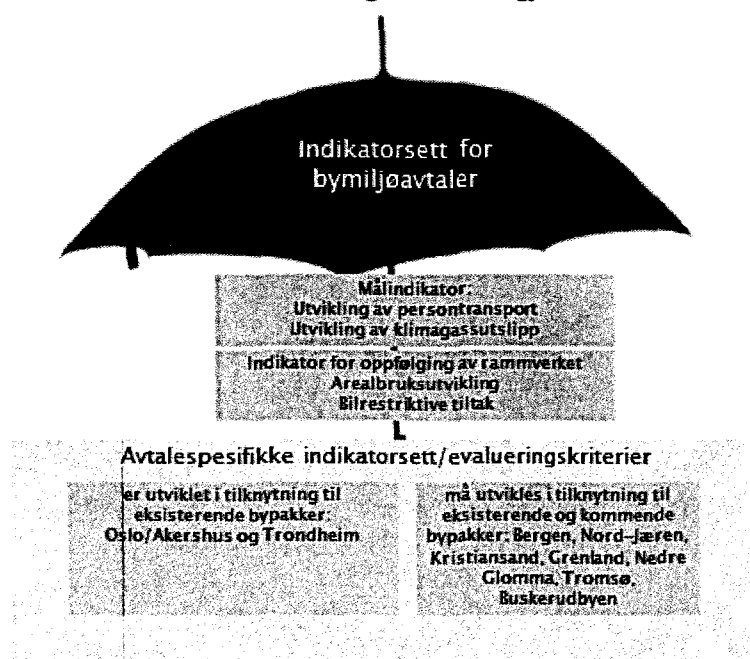 Indikatorsett for
bymiljøavtaler
Målindikator:
Utvikling av persontransport
Utvikling av klimagassutslipp
Indikator for oppfølging av rammverket
Arealbruksutvikling
Bilrestriktive tiltak
Avtalespesifikke indikatorsett/evalueringskriterier
er utviklet i tilknytning til
eksisterende bypakker:
Oslo/Akershus og Trondheim
må utvikles i tilknytning til
eksisterende og kommende
bypakker: Bergen, Nord-Jæren,
Kristiansand, Grenland, Nedre
Glomma, Tromsø,
Buskerudbyen